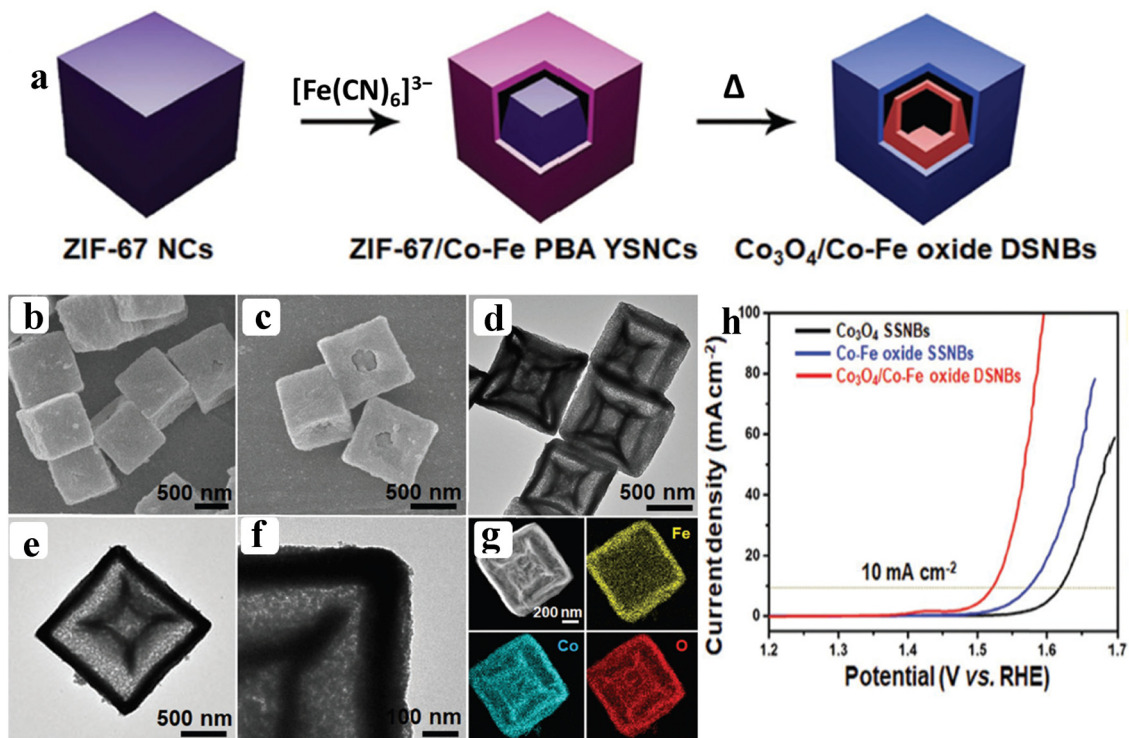 a
[Fe(CN)₆]³⁻
Δ
ZIF-67 NCs
ZIF-67/Co-Fe PBA YSNCs
Co₃O₄/Co-Fe oxide DSNBs
b
500 nm
c
500 nm
d
500 nm
e
500 nm
f
100 nm
g
200 nm
Fe
Co
O
h
Current density (mAcm⁻²)
100
80
60
40
20
0
Co₃O₄ SSNBs
Co-Fe oxide SSNBs
Co₃O₄/Co-Fe oxide DSNBs
10 mA cm⁻²
1.2 1.3 1.4 1.5 1.6 1.7
Potential (V vs. RHE)